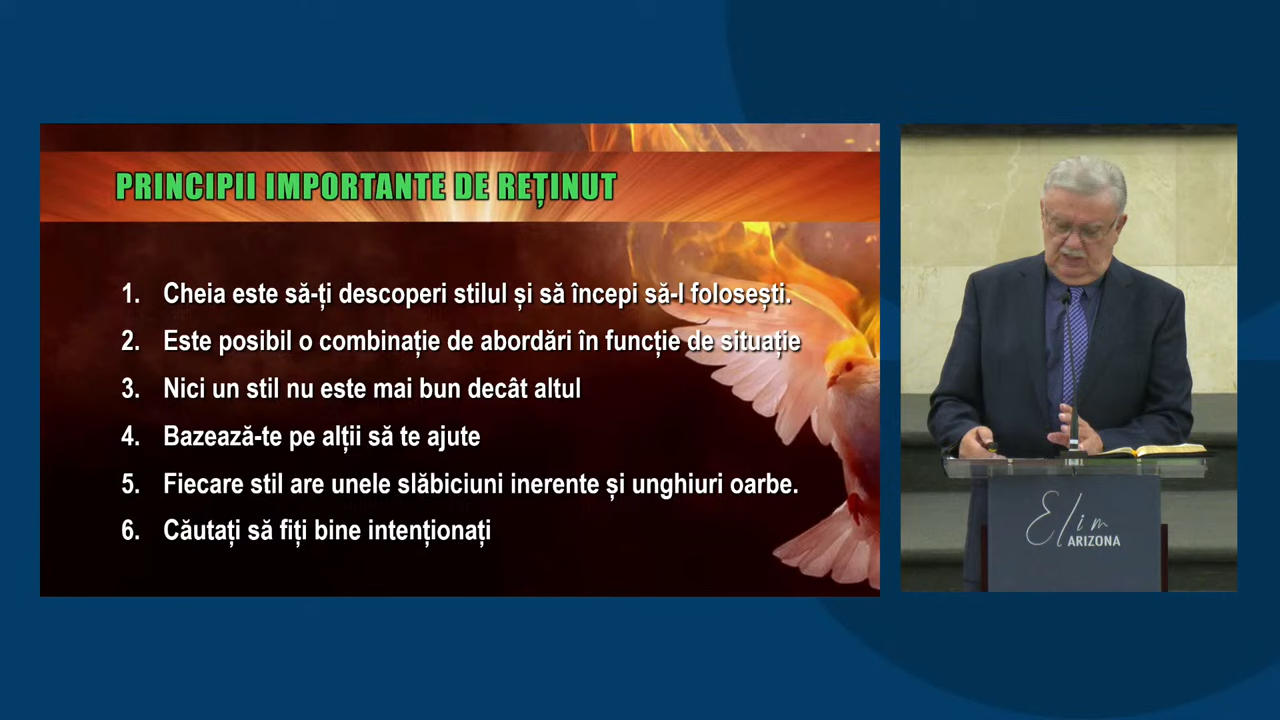 PRINCIPII IMPORTANTE DE REȚINUT
1. Cheia este să-ți descoperi stilul și să începi să-l folosești.
2. Este posibil o combinație de abordări în funcție de situație
3. Nici un stil nu este mai bun decât altul
4. Bazează-te pe alții să te ajute
5. Fiecare stil are unele slăbiciuni inerente și unghiuri oarbe.
6. Căutați să fiți bine intenționați
Elim
ARIZONA